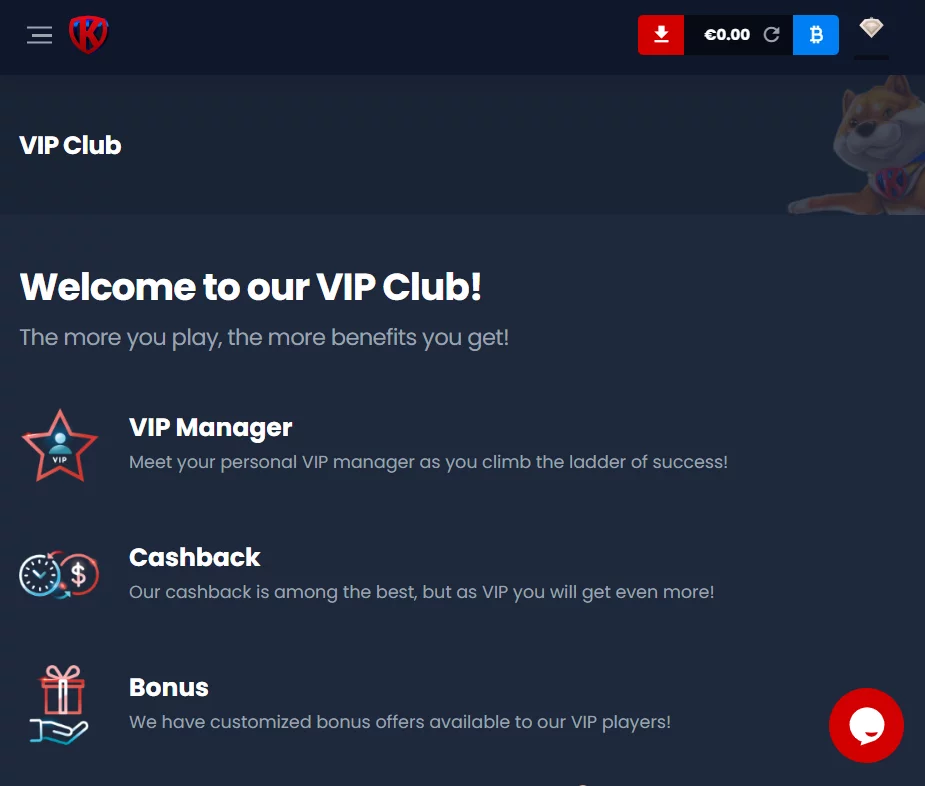 K
€0.00
VIP Club
Welcome to our VIP Club!
The more you play, the more benefits you get!
VIP
VIP Manager
Meet your personal VIP manager as you climb the ladder of success!
$
Cashback
Our cashback is among the best, but as VIP you will get even more!
Bonus
We have customized bonus offers available to our VIP players!